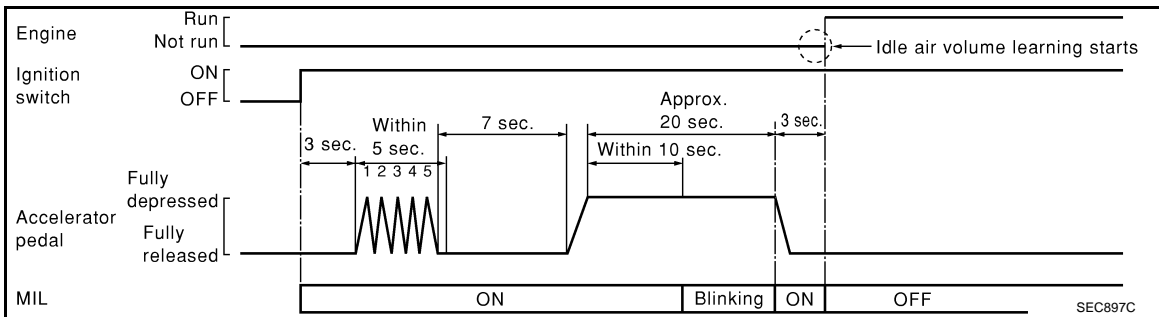 Engine
Run
Not run
Idle air volume learning starts
Ignition
switch
ON
OFF
Approx.
20 sec.
3 sec.
7 sec.
Within
5 sec.
3 sec.
Within 10 sec.
1 2 3 4 5
Accelerator
pedal
Fully
depressed
Fully
released
MIL
ON
Blinking
ON
OFF
SEC897C